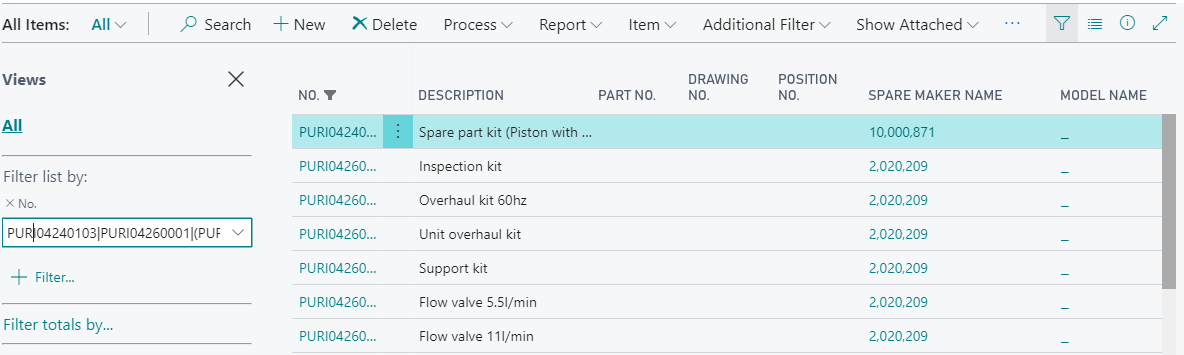 All Items: All Search New Delete Process Report Item Additional Filter Show Attached ...
Views
All
Filter list by:
× No.
PURI04240103|PURI04260001|(PUF
Filter...
Filter totals by...
NO. DESCRIPTION PART NO. DRAWING NO. POSITION NO. SPARE MAKER NAME MODEL NAME
PURI04240... Spare part kit (Piston with ... 10,000,871 _
PURI04260... Inspection kit 2,020,209 _
PURI04260... Overhaul kit 60hz 2,020,209 _
PURI04260... Unit overhaul kit 2,020,209 _
PURI04260... Support kit 2,020,209 _
PURI04260... Flow valve 5.5l/min 2,020,209 _
PURI04260... Flow valve 11l/min 2,020,209 _